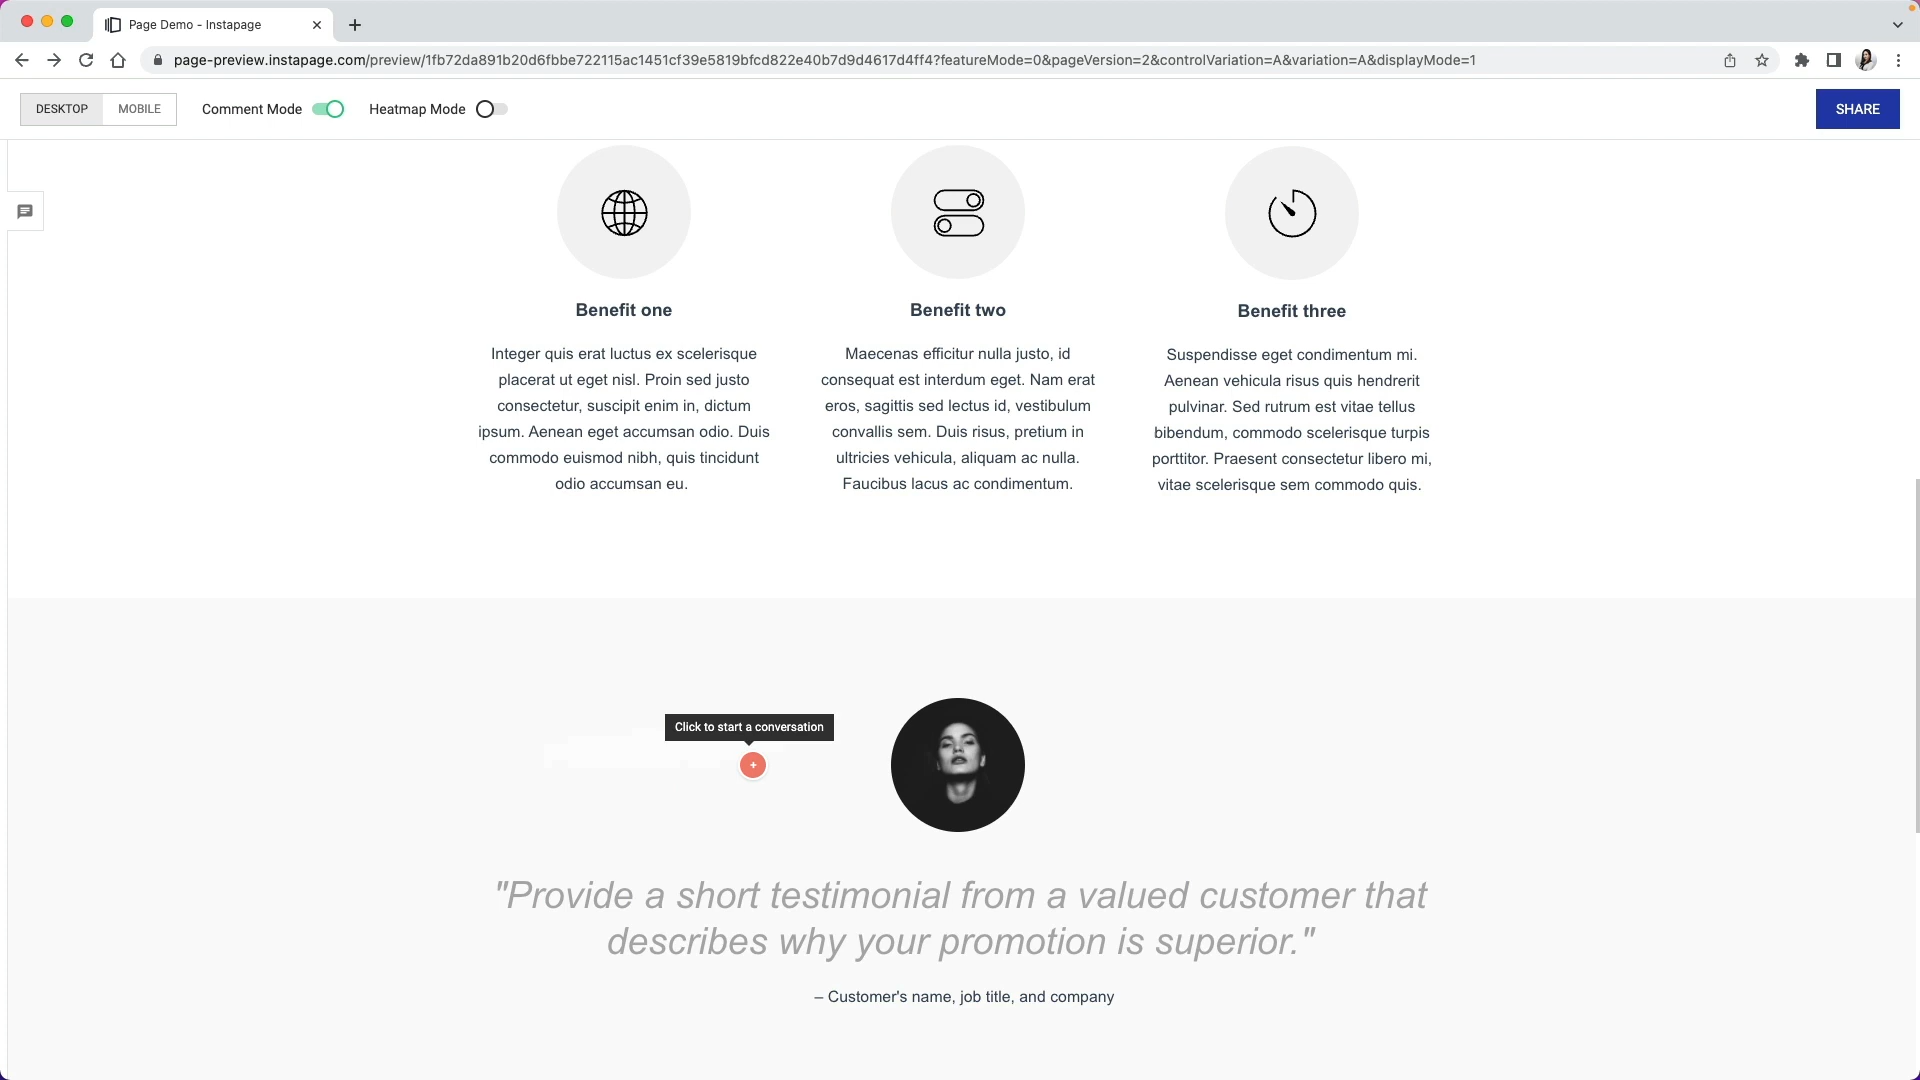 Page Demo - Instapage
page-preview.instapage.com/preview/1fb72da891b20d6fbbe722115ac1451cf39e5819bfcd822e40b7d9d4617d4ff4?featureMode=0&pageVersion=2&controlVariation=A&variation=A&displayMode=1
DESKTOP MOBILE Comment Mode Heatmap Mode SHARE
Benefit one
Integer quis erat luctus ex scelerisque
placerat ut eget nisl. Proin sed justo
consectetur, suscipit enim in, dictum
ipsum. Aenean eget accumsan odio. Duis
commodo euismod nibh, quis tincidunt
odio accumsan eu.
Benefit two
Maecenas efficitur nulla justo, id
consequat est interdum eget. Nam erat
eros, sagittis sed lectus id, vestibulum
convallis sem. Duis risus, pretium in
ultricies vehicula, aliquam ac nulla.
Faucibus lacus ac condimentum.
Benefit three
Suspendisse eget condimentum mi.
Aenean vehicula risus quis hendrerit
pulvinar. Sed rutrum est vitae tellus
bibendum, commodo scelerisque turpis
porttitor. Praesent consectetur libero mi,
vitae scelerisque sem commodo quis.
Click to start a conversation
"Provide a short testimonial from a valued customer that
describes why your promotion is superior."
– Customer's name, job title, and company